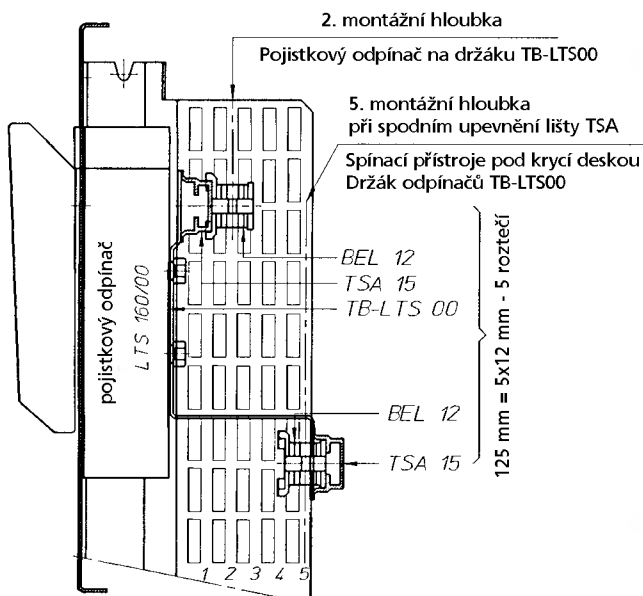 2. montážní hloubka
Pojistkový odpínač na držáku TB-LTS00
5. montážní hloubka
při spodním upevnění lišty TSA
Spínací přístroje pod krycí deskou
Držák odpínačů TB-LTS00
pojistkový odpínač
LTS 160/00
BEL 12
TSA 15
TB-LTS 00
BEL 12
TSA 15
125 mm = 5x12 mm - 5 roztečí
1 2 3 4 5